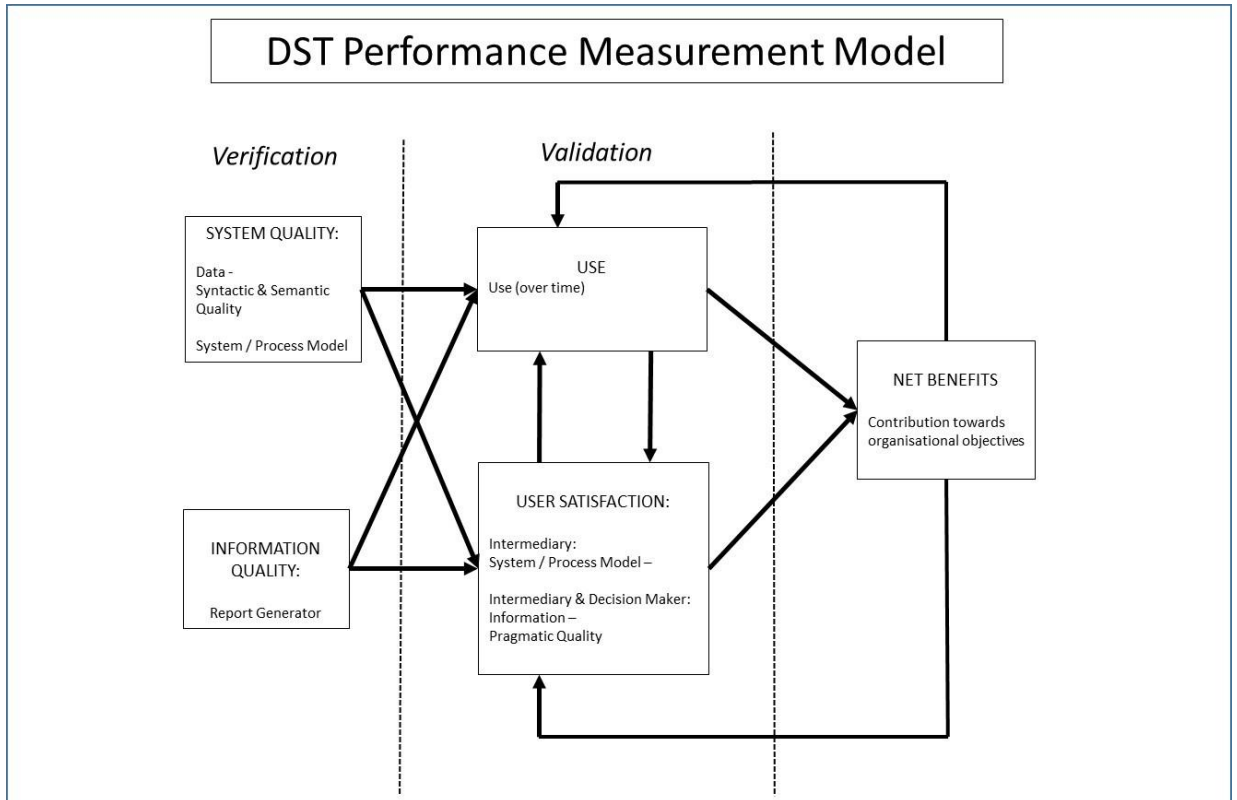 DST Performance Measurement Model
Verification
Validation
SYSTEM QUALITY:
Data -
Syntactic & Semantic
Quality
System / Process Model
USE
Use (over time)
NET BENEFITS
Contribution towards
organisational objectives
INFORMATION
QUALITY:
Report Generator
USER SATISFACTION:
Intermediary:
System / Process Model –
Intermediary & Decision Maker:
Information –
Pragmatic Quality